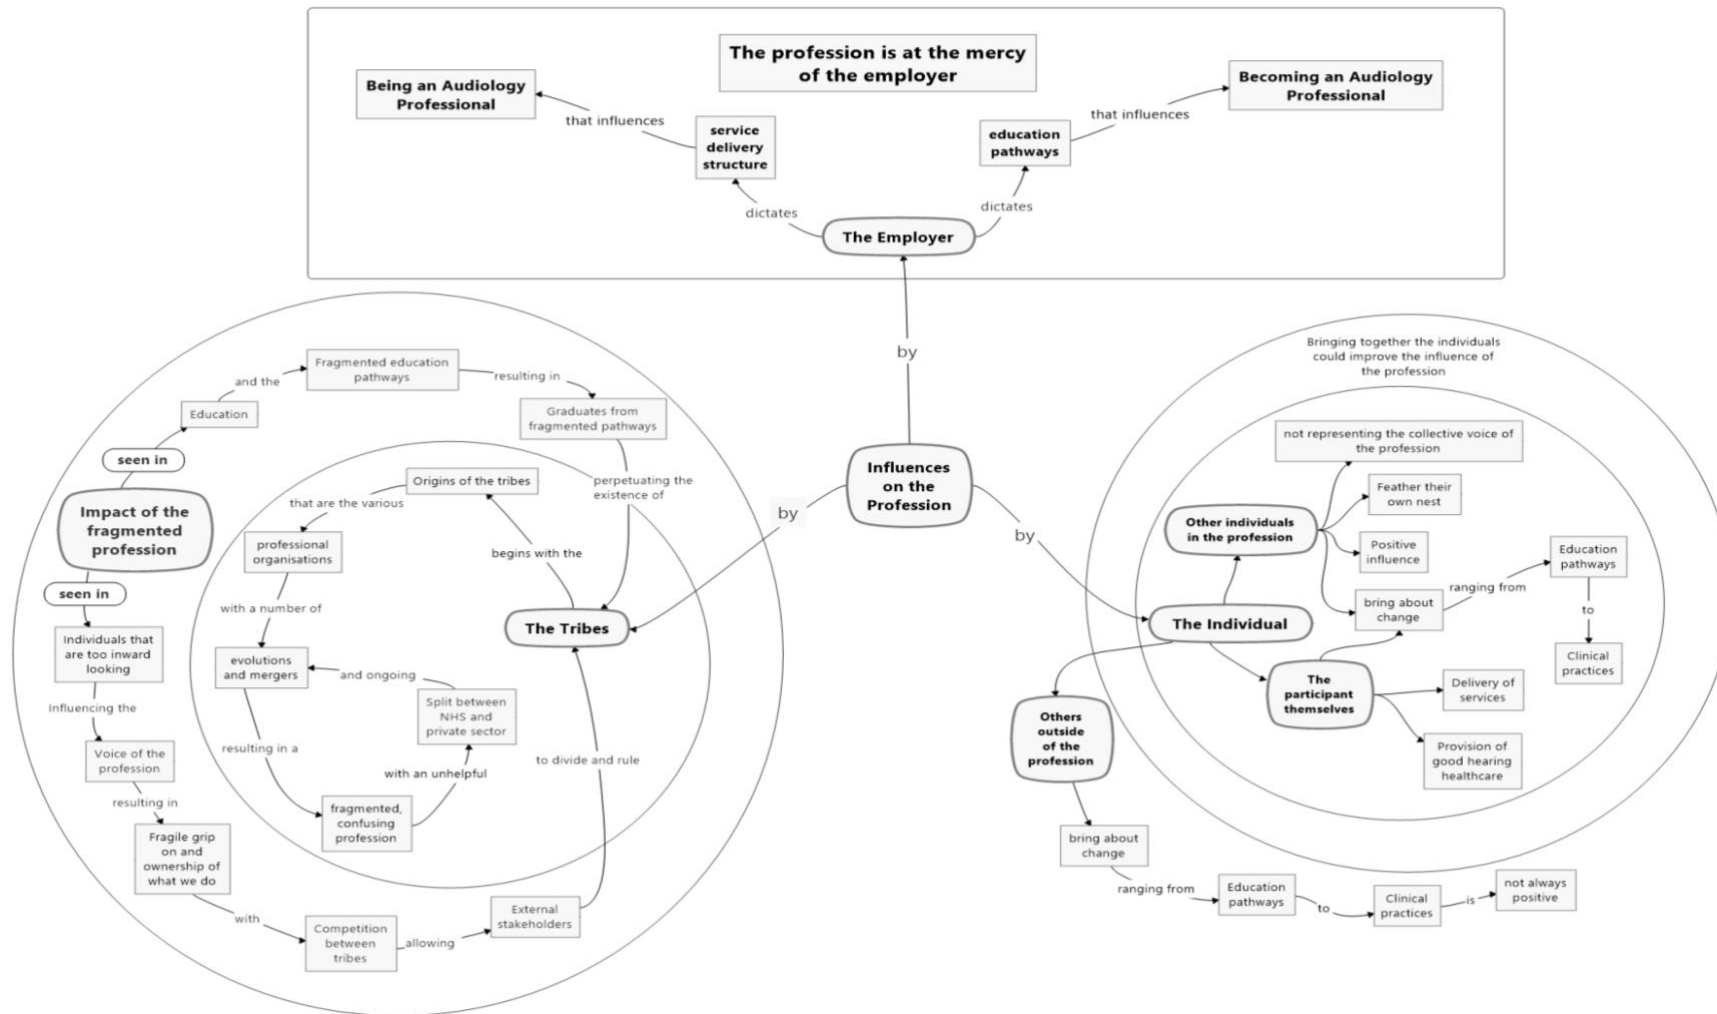 The profession is at the mercy
of the employer
Being an Audiology
Professional
that influences
service
delivery
structure
dictates
The Employer
dictates
education
pathways
that influences
Becoming an Audiology
Professional
by
Influences
on the
Profession
by
by
Impact of the
fragmented
profession
seen in
Education
and the
Fragmented education
pathways
resulting in
Graduates from
fragmented pathways
perpetuating the
existence of
The Tribes
begins with the
Origins of the tribes
that are the various
professional
organisations
with a number of
evolutions
and mergers
resulting in a
fragmented,
confusing
profession
with an unhelpful
Split between
NHS and
private sector
and ongoing
seen in
Individuals that
are too inward
looking
Influencing the
Voice of the
profession
resulting in
Fragile grip
on and
ownership of
what we do
with
Competition
between
tribes
allowing
External
stakeholders
to divide and rule
Bringing together the individuals
could improve the influence of
the profession
The Individual
Other individuals
in the profession
not representing the collective voice of
the profession
Feather their
own nest
Positive
influence
bring about
change
ranging from
Education
pathways
to
Clinical
practices
The
participant
themselves
Delivery of
services
Provision of
good hearing
healthcare
Others
outside
of the
profession
bring about
change
ranging from
Education
pathways
to
Clinical
practices
is
not always
positive